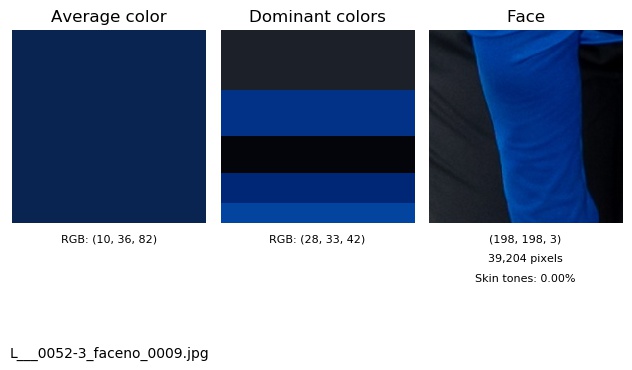 Average color
Dominant colors
Face
RGB: (10, 36, 82)
RGB: (28, 33, 42)
(198, 198, 3)
39,204 pixels
Skin tones: 0.00%
L___0052-3_faceno_0009.jpg